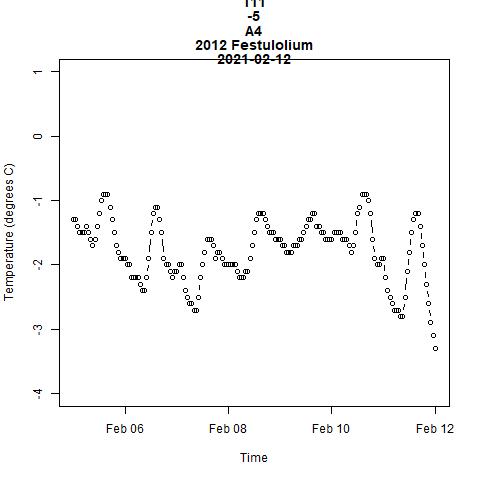 T11
-5
A4
2012 Festulolium
2021-02-12
Temperature (degrees C)
1
0
-1
-2
-3
-4
Feb 06 Feb 08 Feb 10 Feb 12
Time